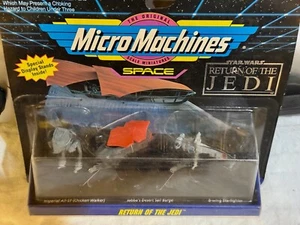 Which May Present a Choking
Hazard to Children Under Three
THE ORIGINAL
Micro Machines
SCALE MINIATURES
SPACE
Special
Display Stands
Inside!
STAR WARS
RETURN OF THE
JEDI
Imperial AT-ST (Chicken Walker)
Jabba's Desert Sail Barge
B-wing Starfighter
RETURN OF THE JEDI